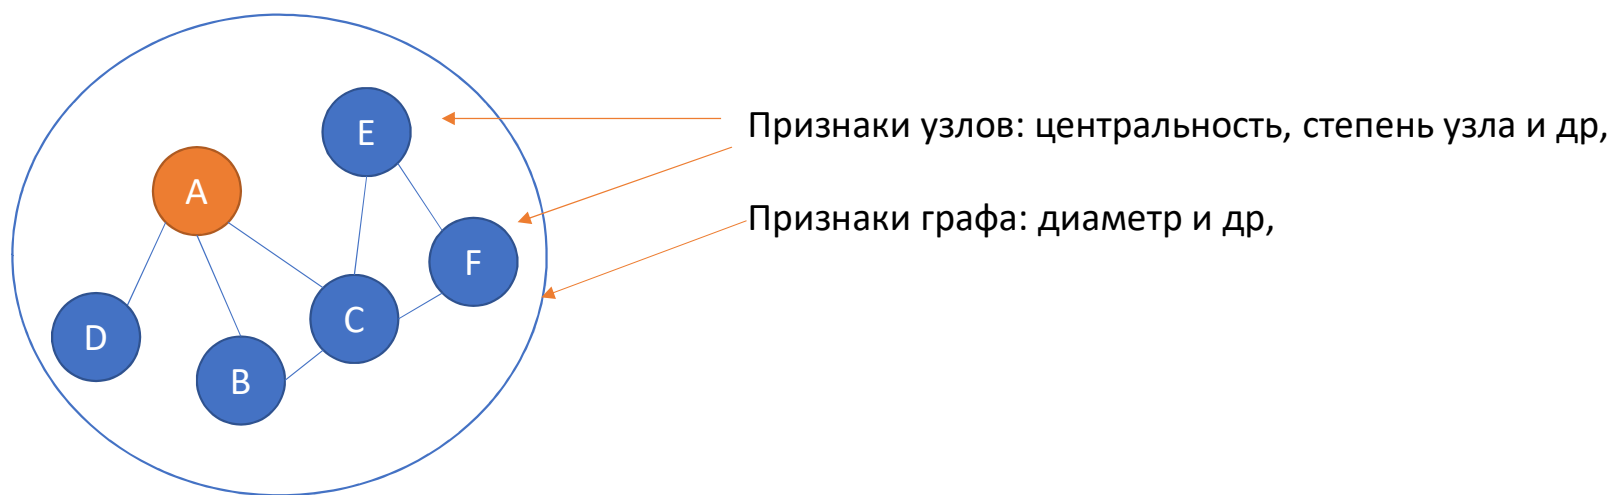 E
Признаки узлов: центральность, степень узла и др,
A
Признаки графа: диаметр и др,
F
C
D
B